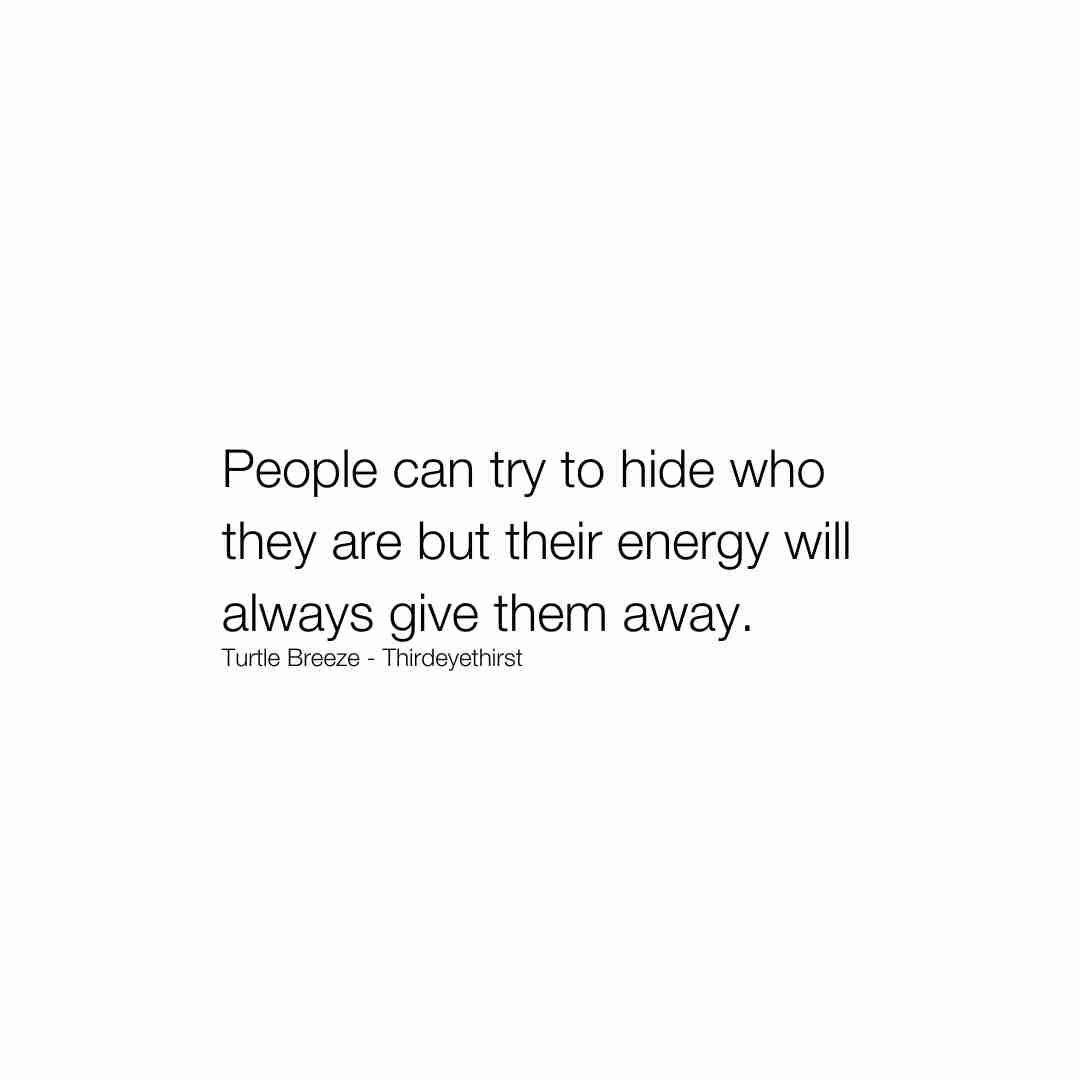 People can try to hide who
they are but their energy will
always give them away.
Turtle Breeze - Thirdeyethirst